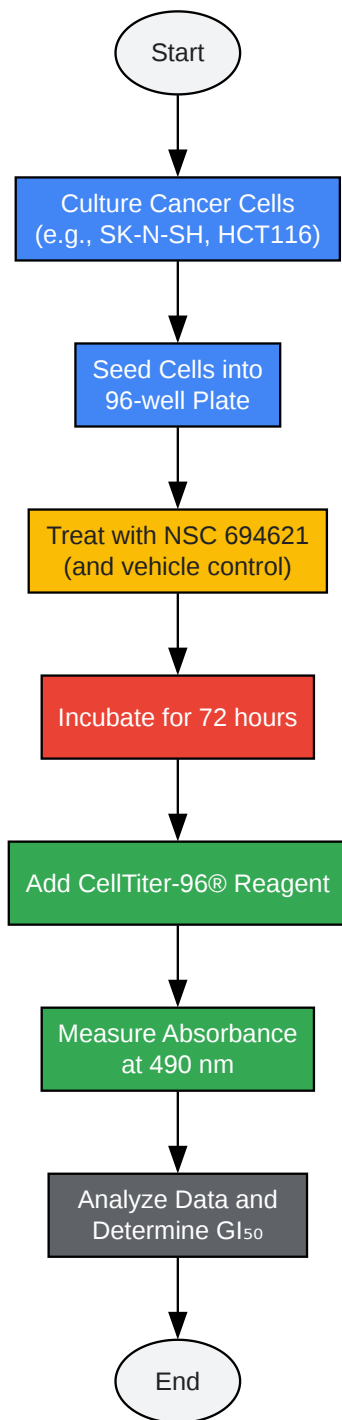 Start
Culture Cancer Cells
(e.g., SK-N-SH, HCT116)
Seed Cells into
96-well Plate
Treat with NSC 694621
(and vehicle control)
Incubate for 72 hours
Add CellTiter-96® Reagent
Measure Absorbance
at 490 nm
Analyze Data and
Determine GI₅₀
End